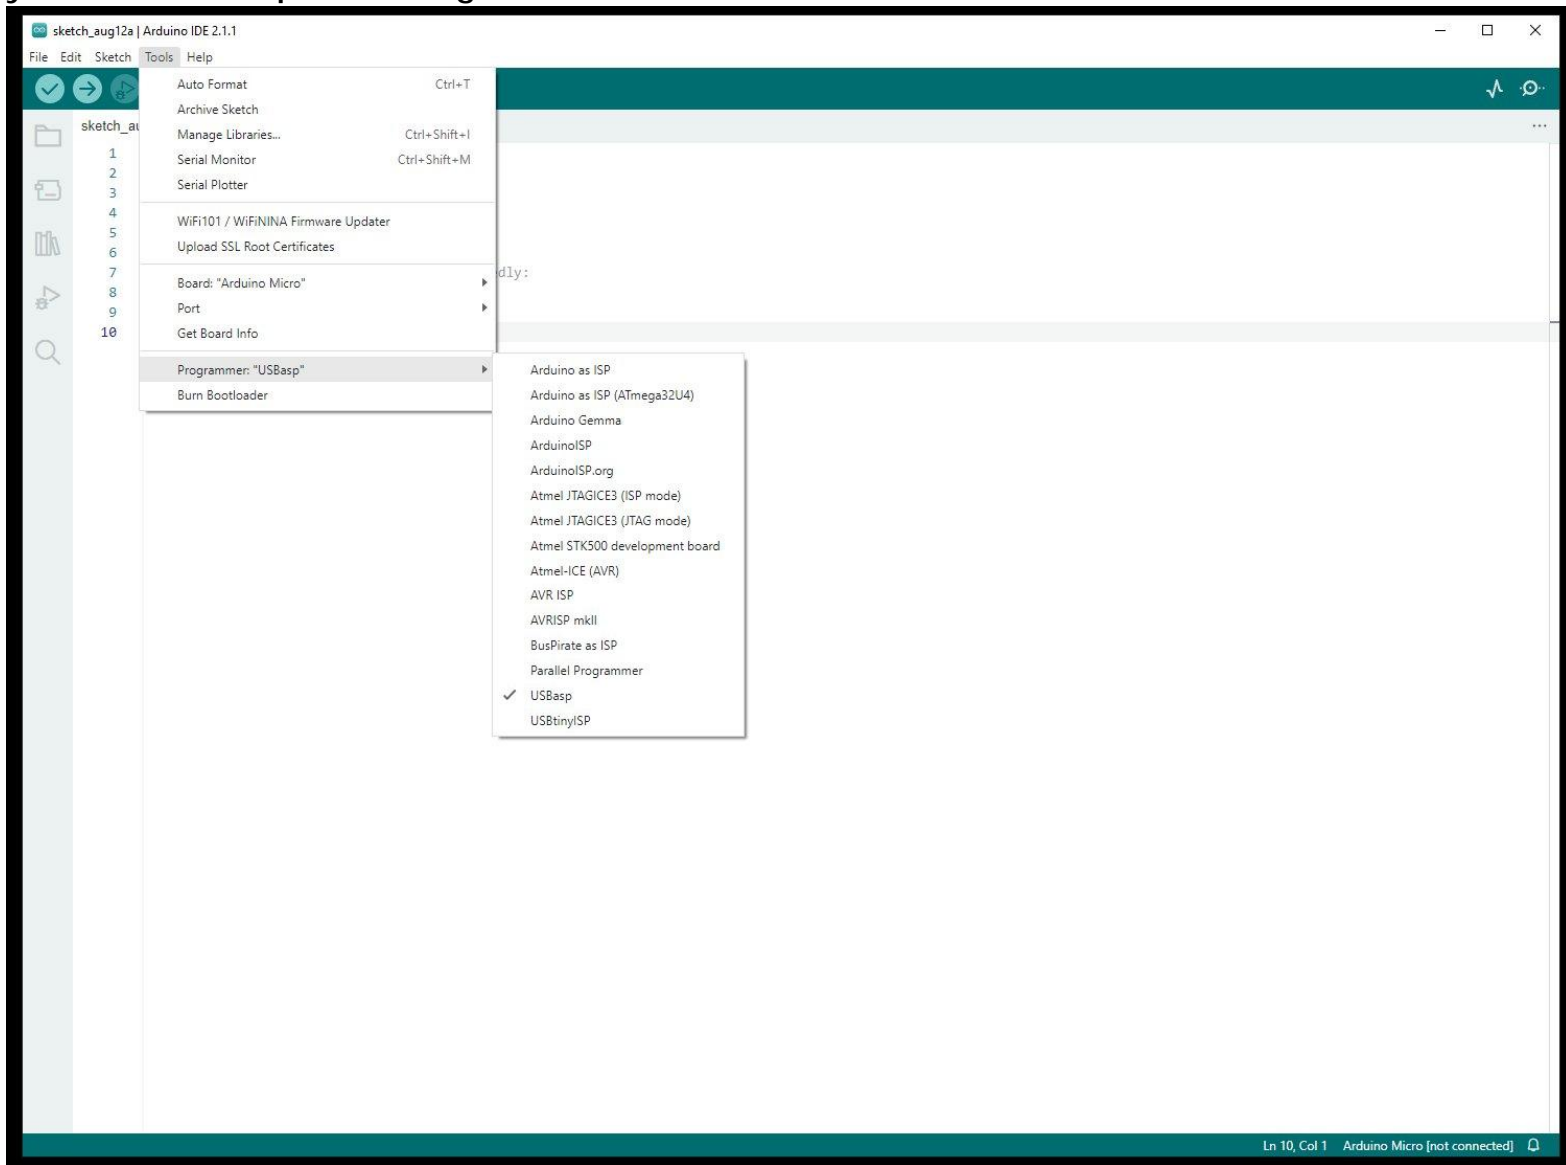 sketch_aug12a | Arduino IDE 2.1.1
File Edit Sketch Tools Help
sketch_au
1
2
3
4
5
6
7 dly:
8
9
10
Auto Format Ctrl+T
Archive Sketch
Manage Libraries... Ctrl+Shift+I
Serial Monitor Ctrl+Shift+M
Serial Plotter
WiFi101 / WiFiNINA Firmware Updater
Upload SSL Root Certificates
Board: "Arduino Micro"
Port
Get Board Info
Programmer: "USBasp"
Burn Bootloader
Arduino as ISP
Arduino as ISP (ATmega32U4)
Arduino Gemma
ArduinoISP
ArduinoISP.org
Atmel JTAGICE3 (ISP mode)
Atmel JTAGICE3 (JTAG mode)
Atmel STK500 development board
Atmel-ICE (AVR)
AVR ISP
AVRISP mkII
BusPirate as ISP
Parallel Programmer
USBasp
USBtinyISP
Ln 10, Col 1 Arduino Micro [not connected]